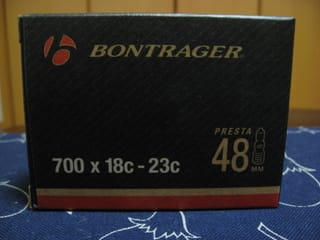 BONTRAGER
PRESTA
700 x 18c - 23c
48 MM